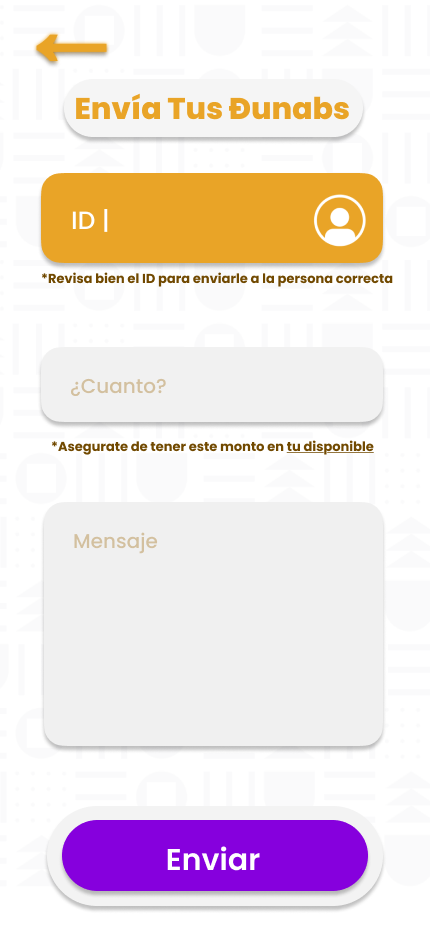 Envía Tus Đunabs
ID |
*Revisa bien el ID para enviarle a la persona correcta
¿Cuanto?
*Asegurate de tener este monto en tu disponible
Mensaje
Enviar